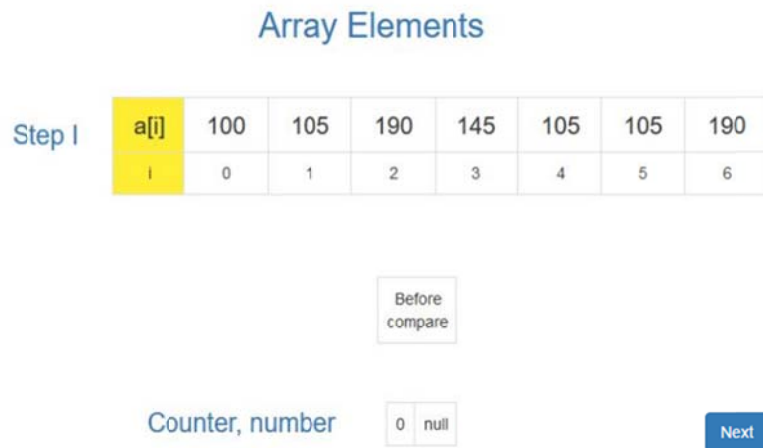 Array Elements
Step I
a[i] 100 105 190 145 105 105 190
i 0 1 2 3 4 5 6
Before
compare
Counter, number 0 null
Next